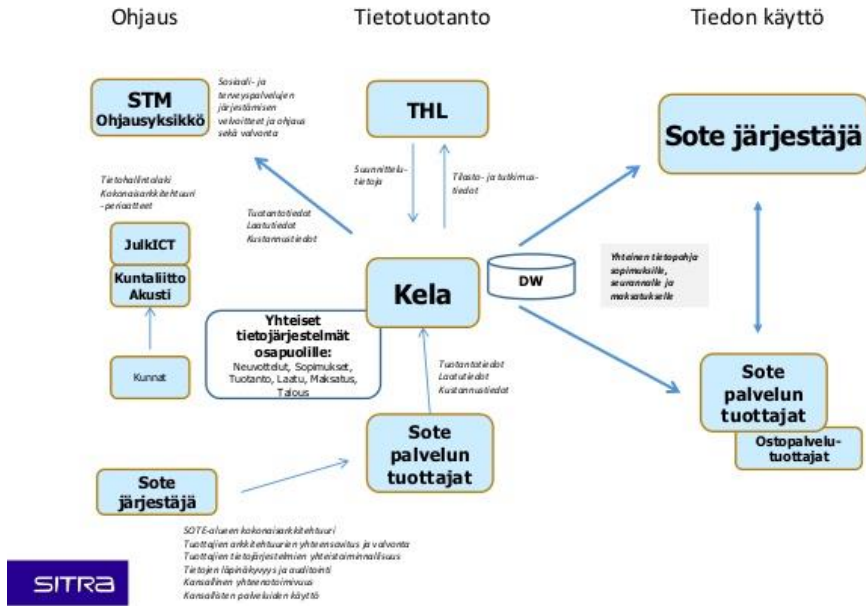 Ohjaus
Tietotuotanto
Tiedon käyttö
STM
Ohjausyksikkö
Sosiaali- ja
terveyspalvelujen
järjestämisen
velvoitteet ja ohjaus
sekä valvonta
THL
Sote järjestäjä
Suunnittelu-
tietoja
Tilasto- ja tutkimus-
tiedot
Tietohallintolaki
Kokonaisarkkitehtuuri
-periaatteet
Tuotantotiedot
Laatutiedot
Kustannustiedot
JulkICT
Kuntaliitto
Akusti
Kela
DW
Yhteinen tietopohja
sopimuksille,
seurannalle ja
maksatukselle
Yhteiset
tietojärjestelmät
osapuolille:
Neuvottelut, Sopimukset,
Tuotanto, Laatu, Maksatus,
Talous
Kunnat
Tuotantotiedot
Laatutiedot
Kustannustiedot
Sote
palvelun
tuottajat
Ostopalvelu-
tuottajat
Sote
palvelun
tuottajat
Sote
järjestäjä
SOTE-alueen kokonaisarkkitehtuuri
Tuottajien arkkitehtuurien yhteensovitus ja valvonta
Tuottajien tietojärjestelmien yhteistoiminnallisuus
Tietojen läpinäkyvyys ja auditointi
Kansallinen yhteentoimivuus
Kansallisten palveluiden käyttö
SITRA